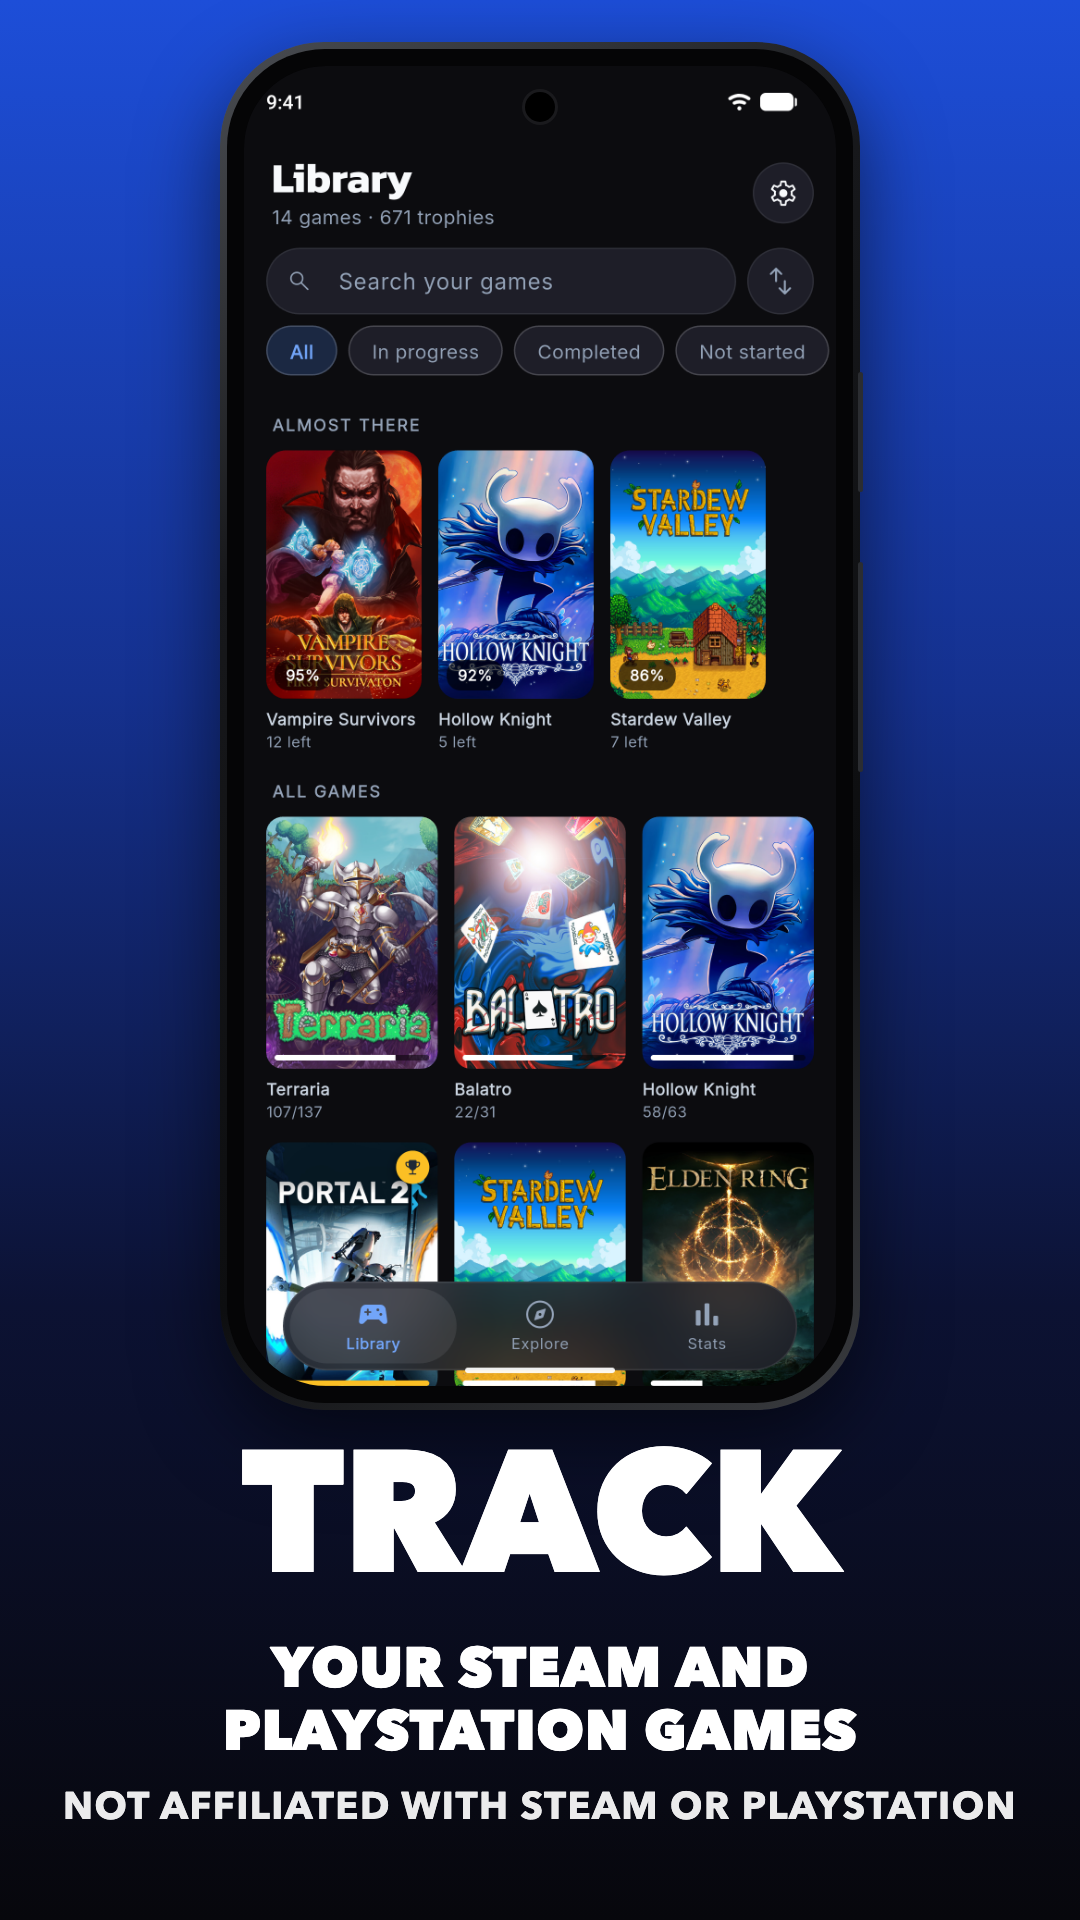 9:41
Library
14 games · 671 trophies
Search your games
All
In progress
Completed
Not started
ALMOST THERE
VAMPIRE
SURVIVORS
FIRST SURVIVATON
95%
HOLLOW KNIGHT
92%
STARDEW
VALLEY
86%
Vampire Survivors
12 left
Hollow Knight
5 left
Stardew Valley
7 left
ALL GAMES
Terraria
BALATRO
HOLLOW KNIGHT
Terraria
107/137
Balatro
22/31
Hollow Knight
58/63
PORTAL 2
STARDEW
VALLEY
ELDEN RING
Library
Explore
Stats
TRACK
YOUR STEAM AND
PLAYSTATION GAMES
NOT AFFILIATED WITH STEAM OR PLAYSTATION